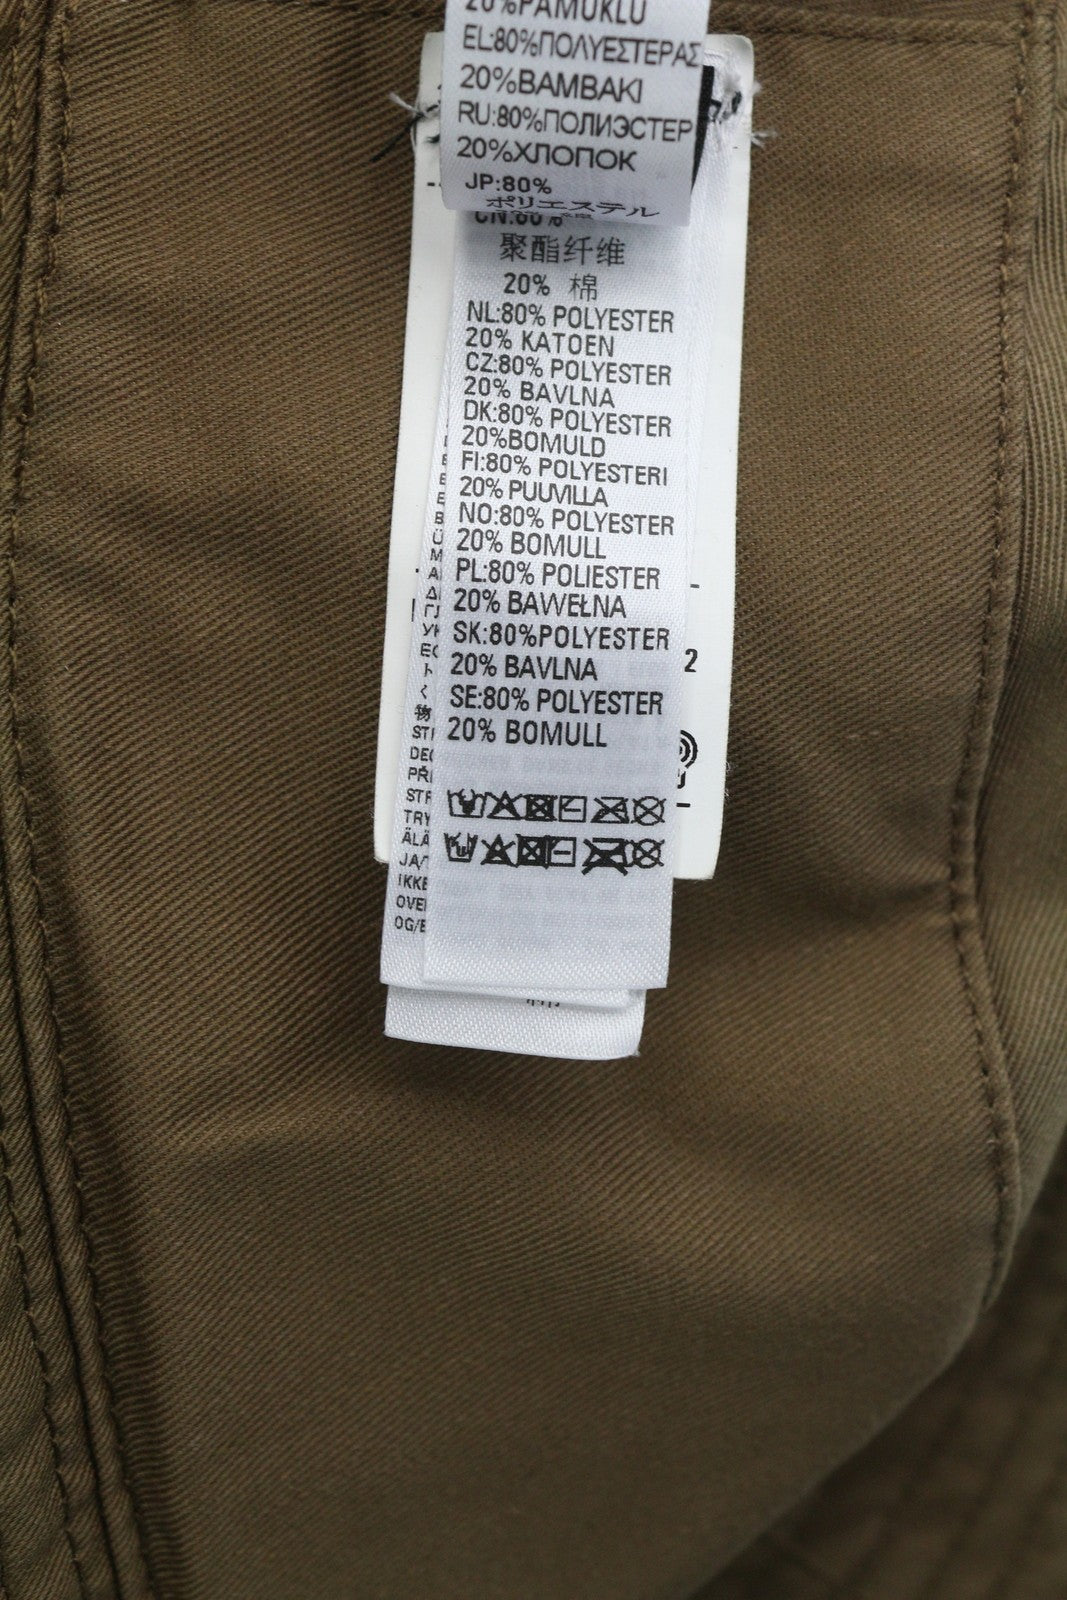 20%PAMUKLU
EL:80%ΠΟΛΥΕΣΤΕΡΑΣ
20%ΒΑΜΒΑΚΙ
RU:80%ПОЛИЭСТЕР
20%ХЛОПОК
JP:80%
ポリエステル
CN:80%
聚酯纤维
20% 棉
NL:80% POLYESTER
20% KATOEN
CZ:80% POLYESTER
20% BAVLNA
DK:80% POLYESTER
20%BOMULD
FI:80% POLYESTERI
20% PUUVILLA
NO:80% POLYESTER
20% BOMULL
PL:80% POLIESTER
20% BAWEŁNA
SK:80%POLYESTER
20% BAVLNA
SE:80% POLYESTER
20% BOMULL
2